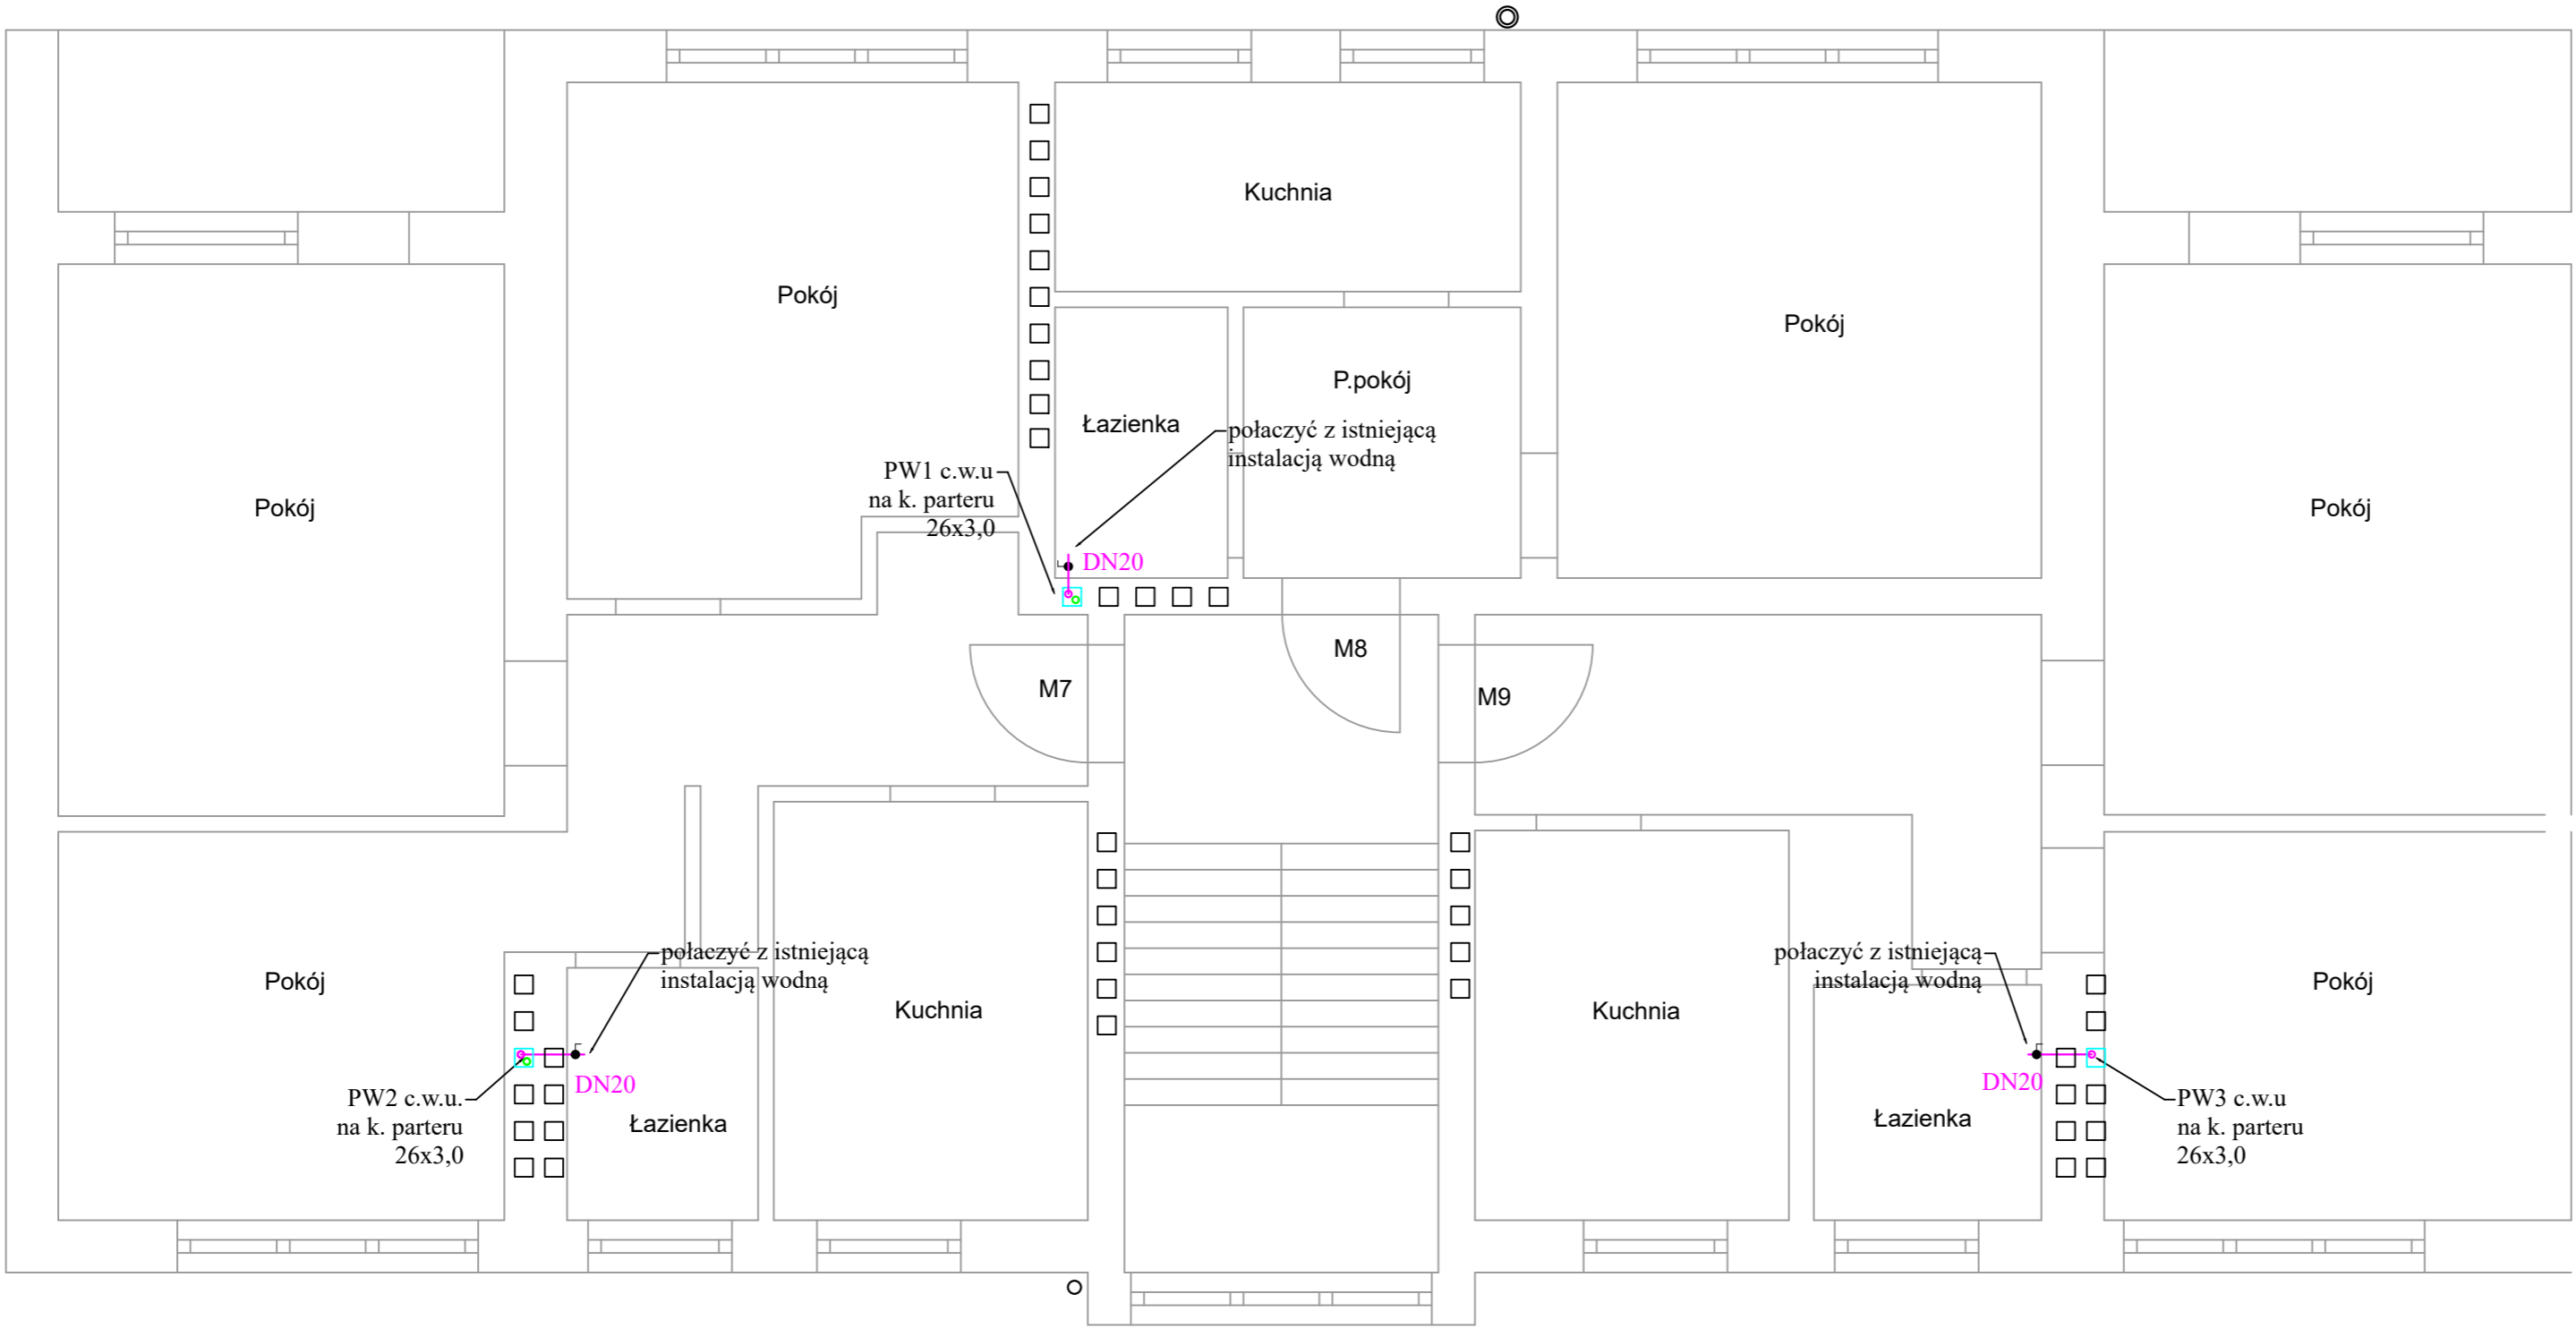 Kuchnia
Pokój
Pokój
P.pokój
Łazienka
połaczyć z istniejącą
instalacją wodną
PW1 c.w.u
na k. parteru
26x3,0
Pokój
Pokój
DN20
M8
M7
M9
połaczyć z istniejącą
instalacją wodną
połaczyć z istniejącą
instalacją wodną
Pokój
Kuchnia
Kuchnia
Pokój
DN20
DN20
PW2 c.w.u.
na k. parteru
26x3,0
Łazienka
Łazienka
PW3 c.w.u
na k. parteru
26x3,0